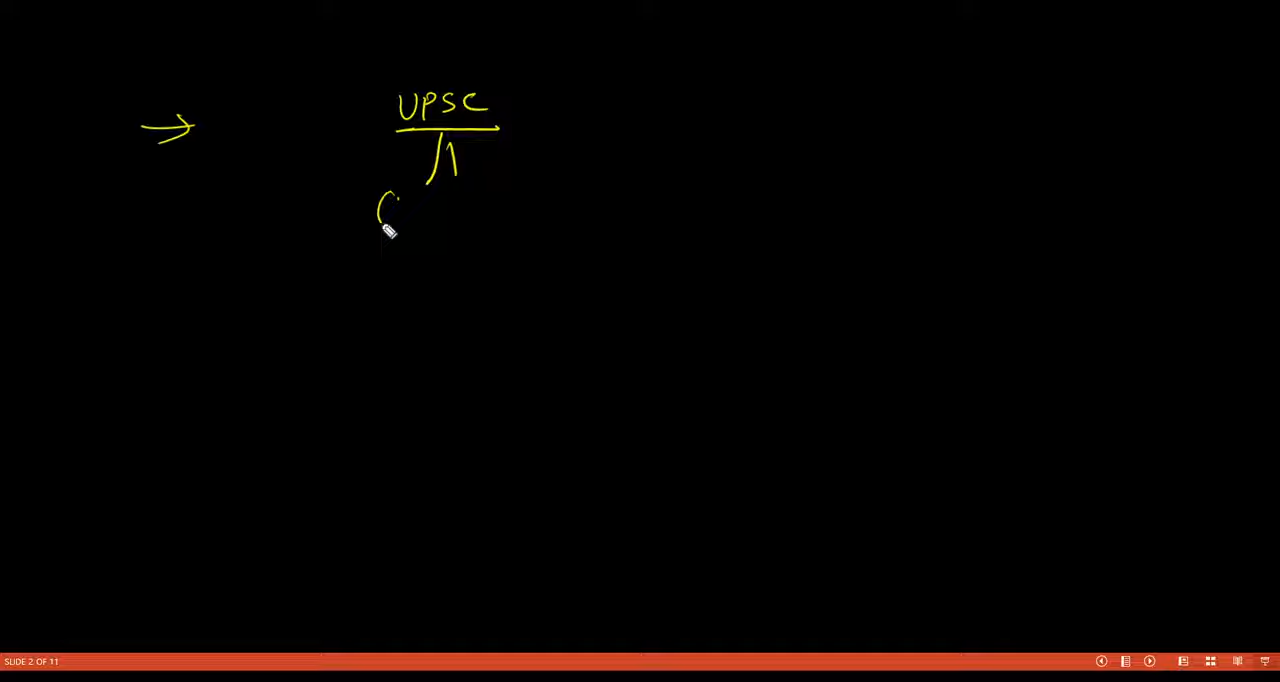 → UPSC
SLIDE 2 OF 11